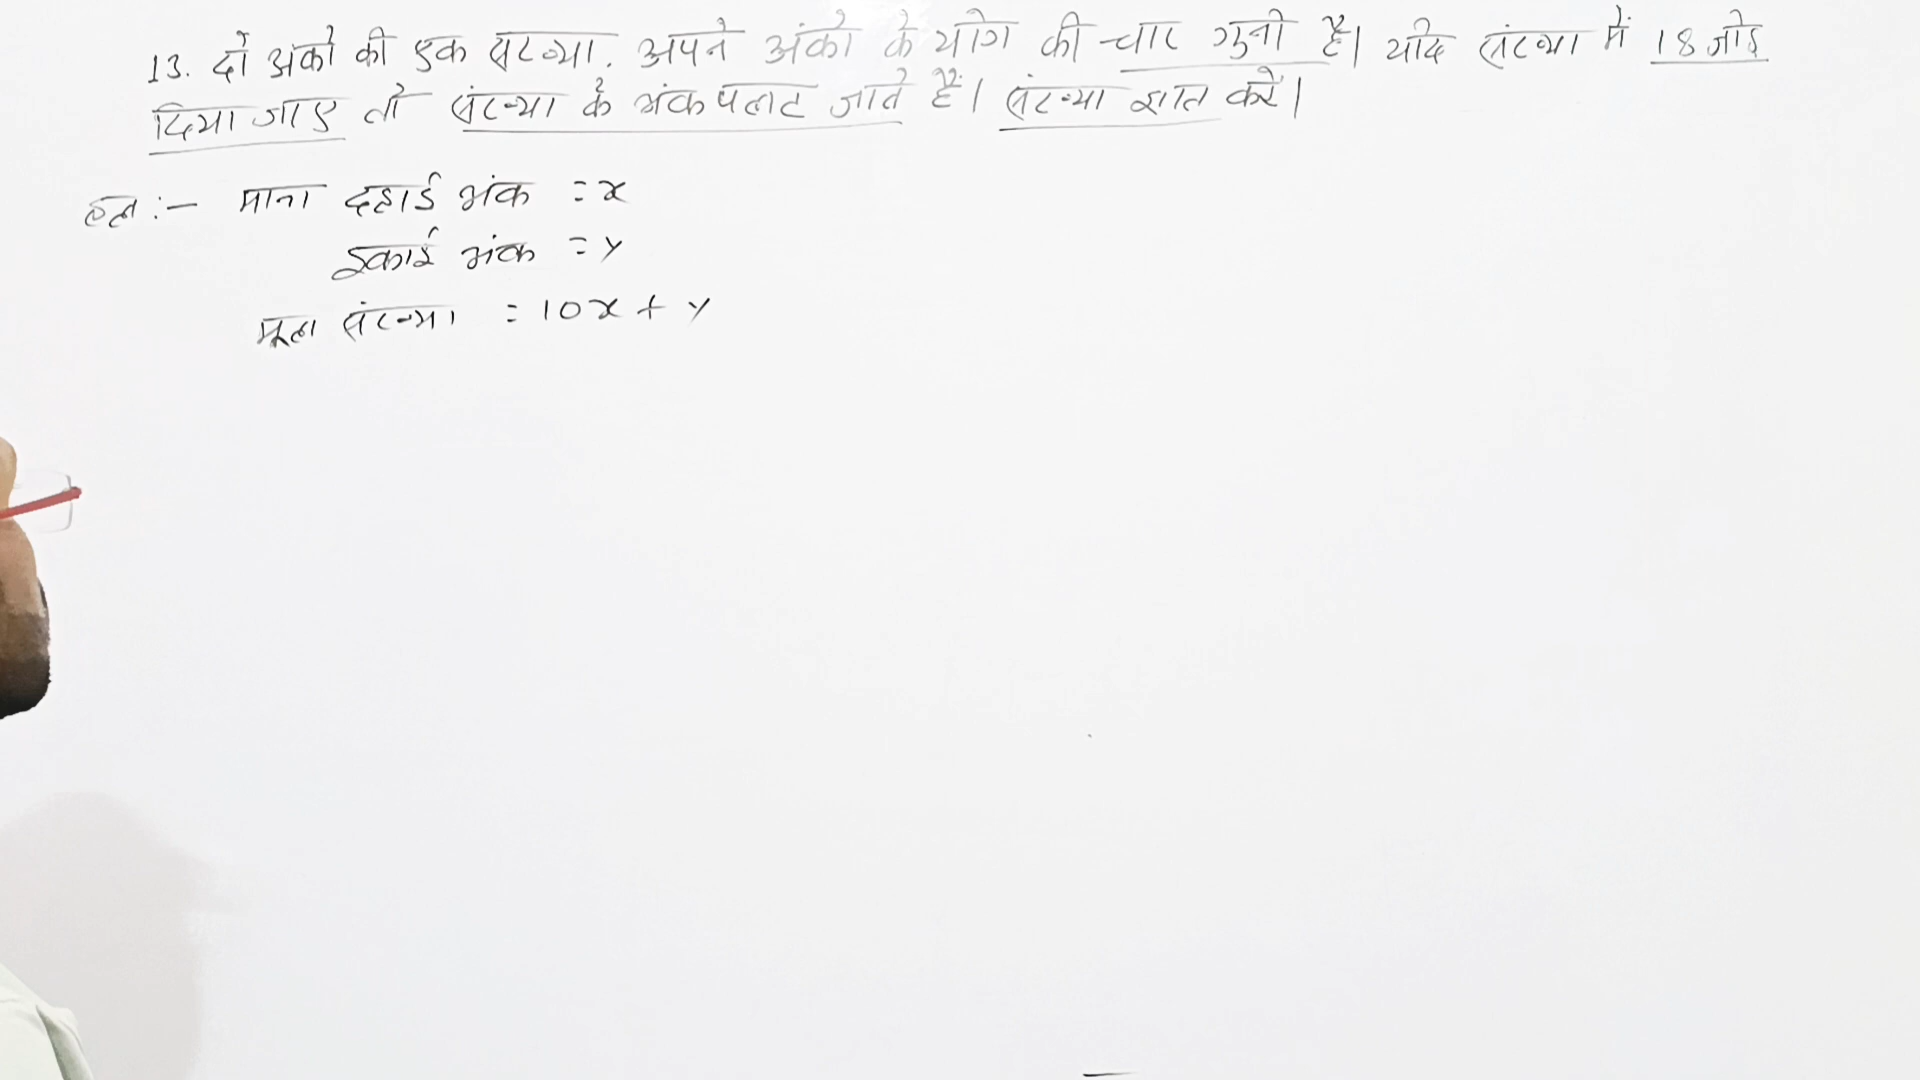 13. दो अंको की एक संख्या. अपने अंको के योग की चार गुनी है। यदि संख्या में 18 जोड़
दिया जाए तो संख्या के अंक पलट जाते हैं। संख्या ज्ञात करें।
हल :- माना दहाई अंक = x
इकाई अंक = y
मूल संख्या = 10x + y